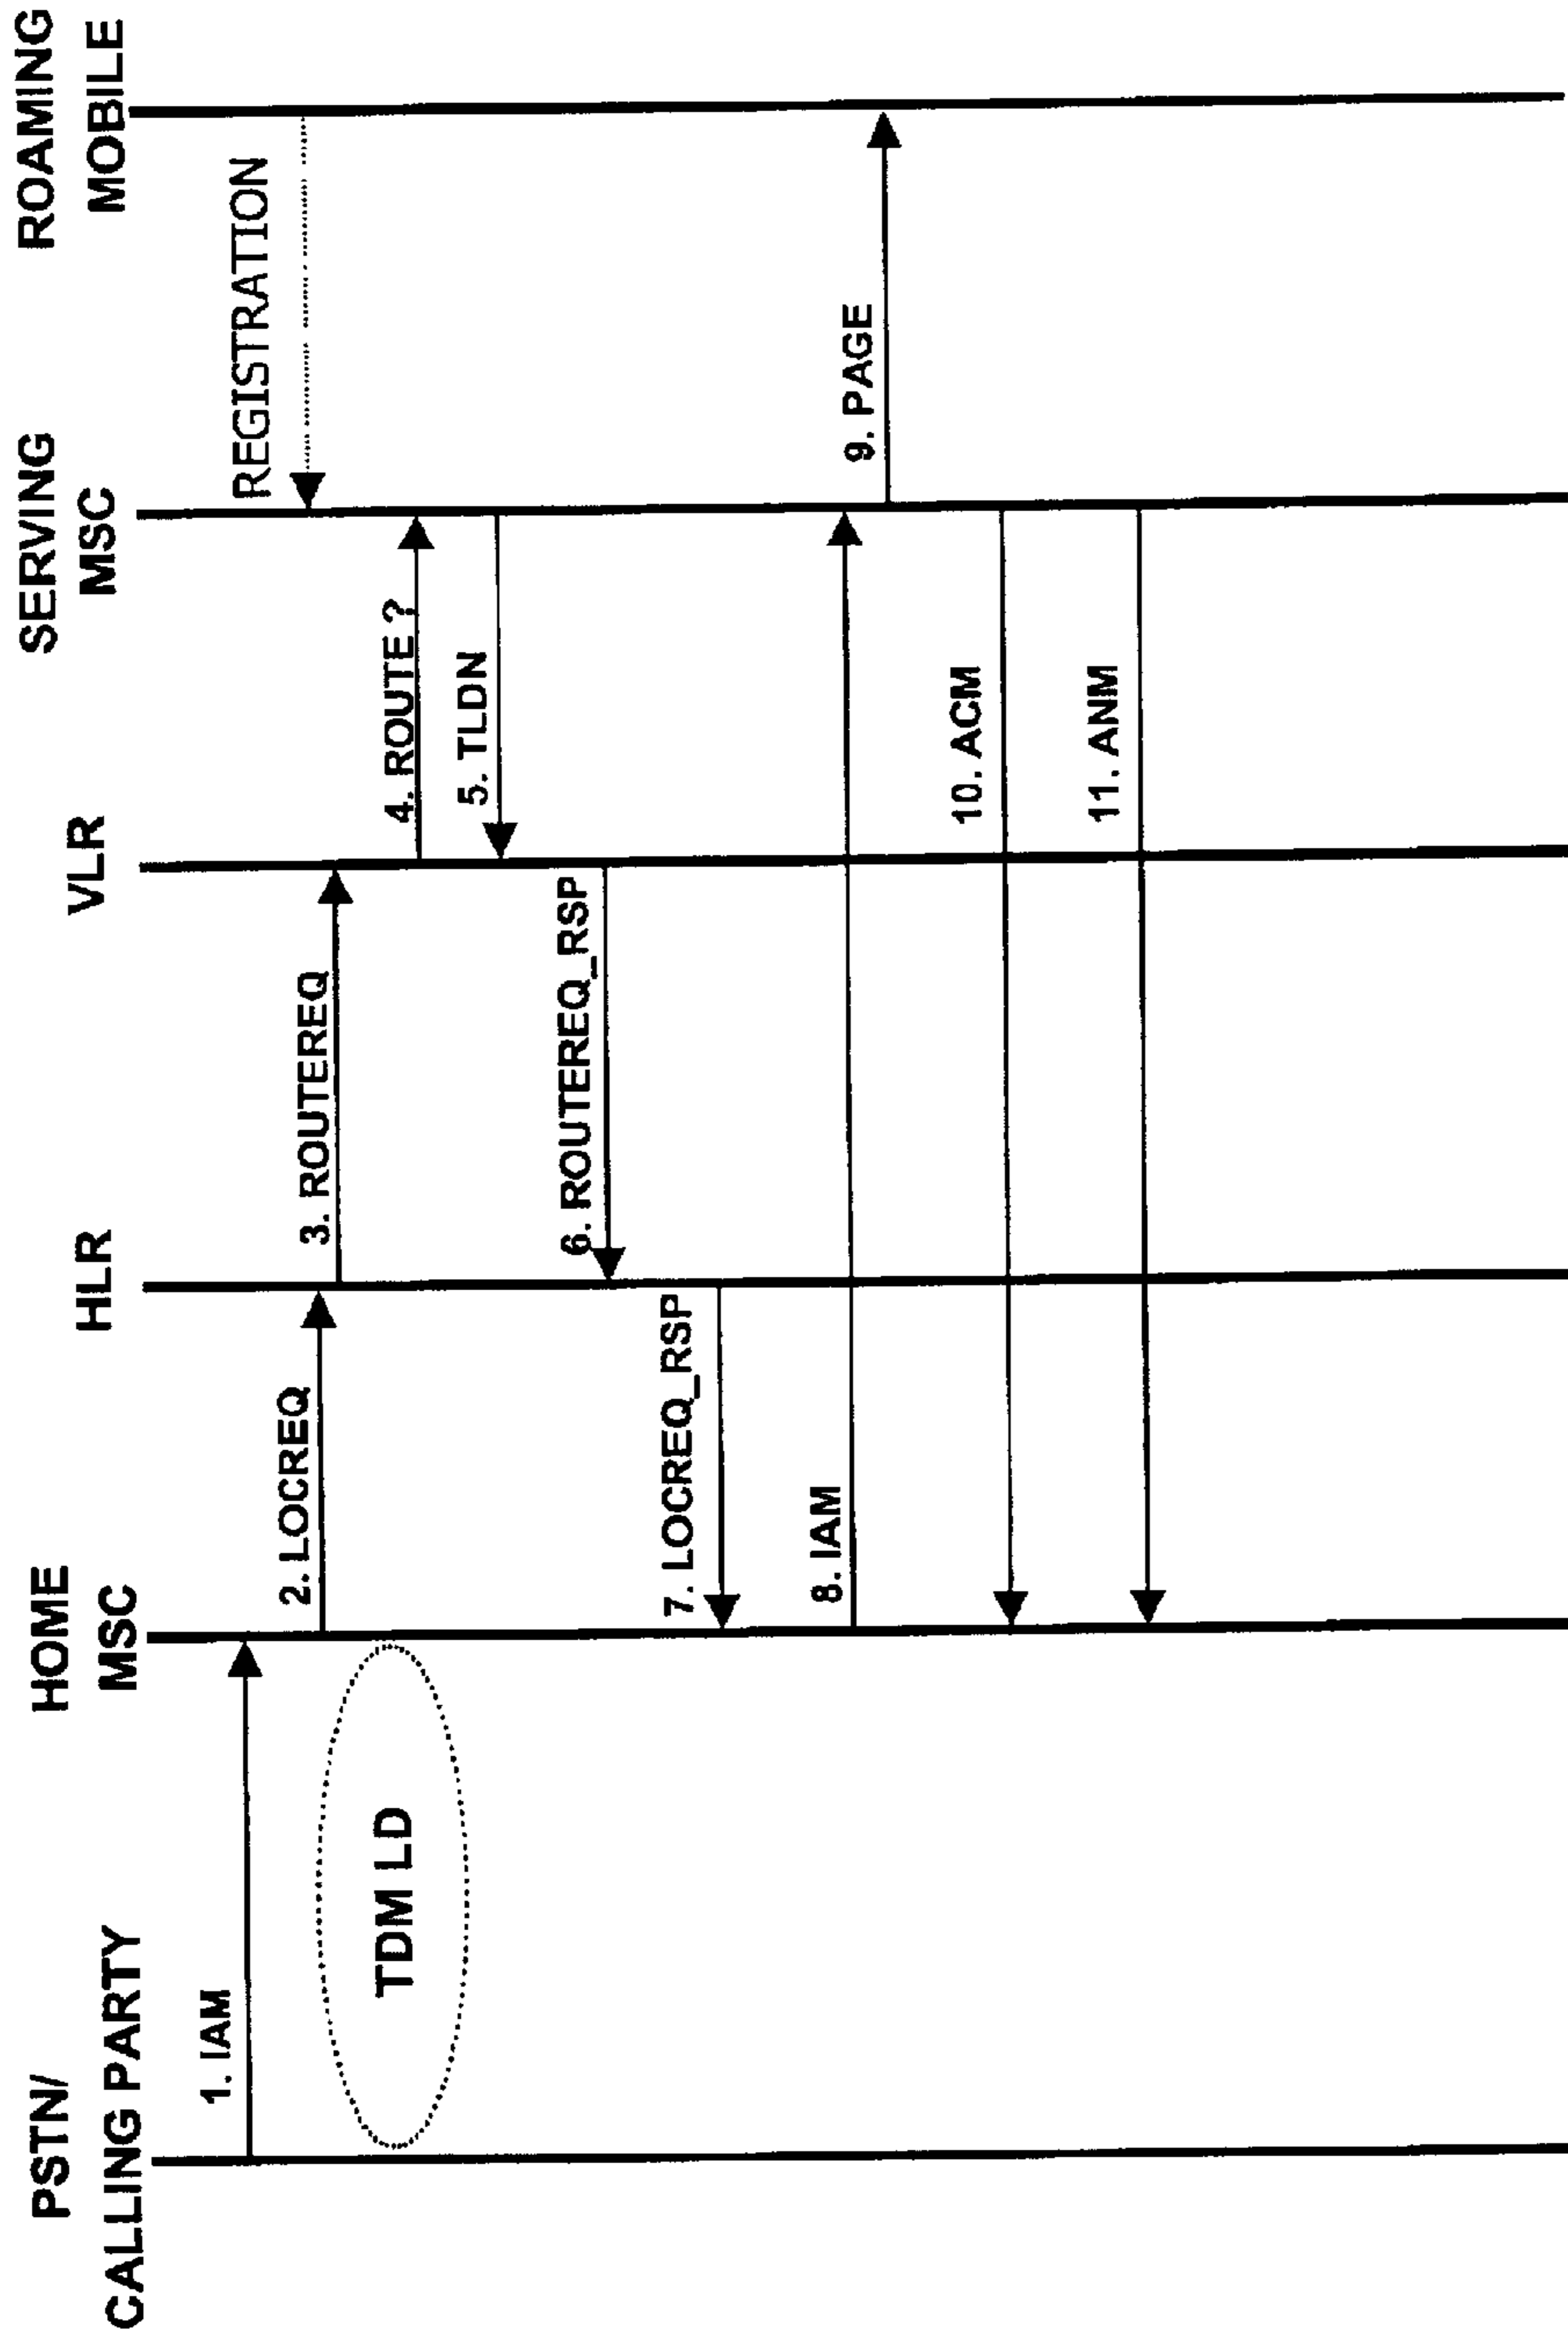 PSTN/
CALLING PARTY
HOME
MSC
HLR
VLR
SERVING
MSC
ROAMING
MOBILE
REGISTRATION
1. IAM
2. LOCREQ
3. ROUTEREQ
TDM LD
4. ROUTE ?
5. TLDN
6. ROUTEREQ_RSP
7. LOCREQ_RSP
8. IAM
9. PAGE
10. ACM
11. ANM